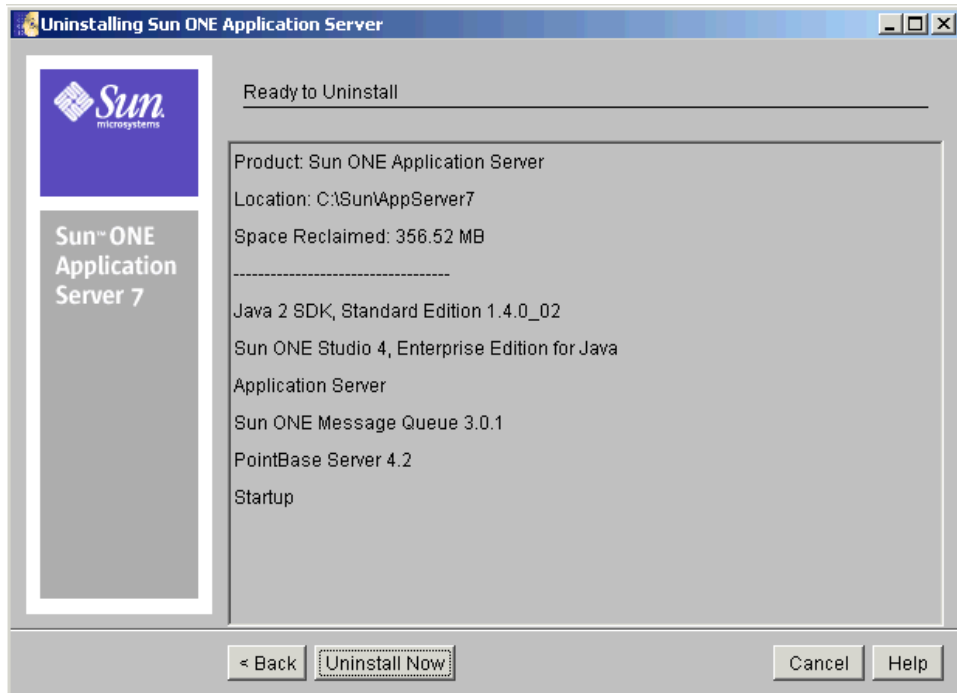 Uninstalling Sun ONE Application Server
Sun
microsystems
Sun™ ONE
Application
Server 7
Ready to Uninstall
Product: Sun ONE Application Server
Location: C:\Sun\AppServer7
Space Reclaimed: 356.52 MB
-----------------------------------
Java 2 SDK, Standard Edition 1.4.0_02
Sun ONE Studio 4, Enterprise Edition for Java
Application Server
Sun ONE Message Queue 3.0.1
PointBase Server 4.2
Startup
< Back
Uninstall Now
Cancel
Help